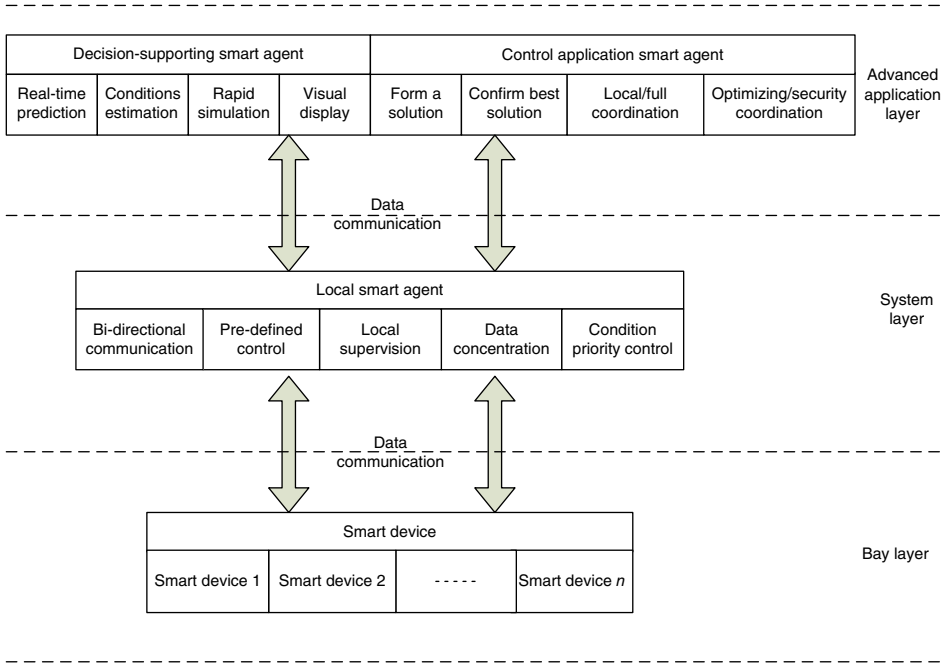 Decision-supporting smart agent
Control application smart agent
Real-time
prediction
Conditions
estimation
Rapid
simulation
Visual
display
Form a
solution
Confirm best
solution
Local/full
coordination
Optimizing/security
coordination
Advanced
application
layer
Data
communication
Local smart agent
Bi-directional
communication
Pre-defined
control
Local
supervision
Data
concentration
Condition
priority control
System
layer
Data
communication
Smart device
Smart device 1
Smart device 2
- - - - -
Smart device n
Bay layer